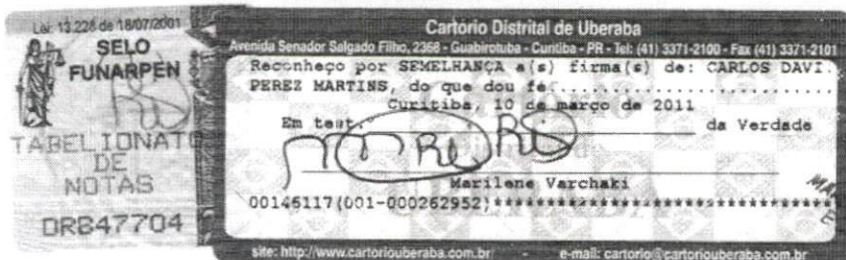 Lei 13.228 de 18/07/2001
SELO
FUNARPEN
TABELIONATO
DE
NOTAS
DRB47704
Cartório Distrital de Uberaba
Avenida Senador Salgado Filho, 2368 - Guabirotuba - Curitiba - PR - Tel: (41) 3371-2100 - Fax (41) 3371-2101
Reconheço por SEMELHANÇA a(s) firma(s) de: CARLOS DAVI
PEREZ MARTINS, do que dou fé
Curitiba, 10 de março de 2011
Em test. da Verdade
Marilene Varchaki
00146117(001-000262952)***********************************
site: http://www.cartoriouberaba.com.br - e-mail: cartorio@cartoriouberaba.com.br